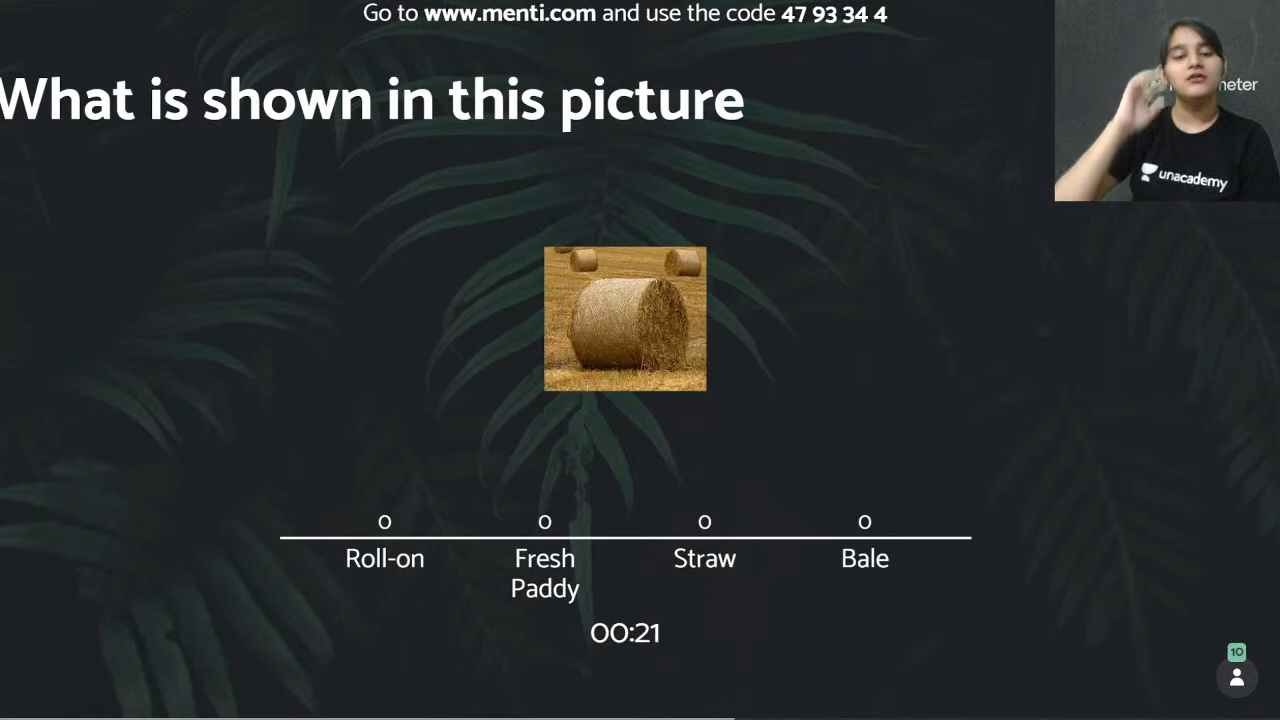 Go to www.menti.com and use the code 47 93 34 4
What is shown in this picture
meter
unacademy
0 0 0 0
Roll-on Fresh Paddy Straw Bale
00:21
10